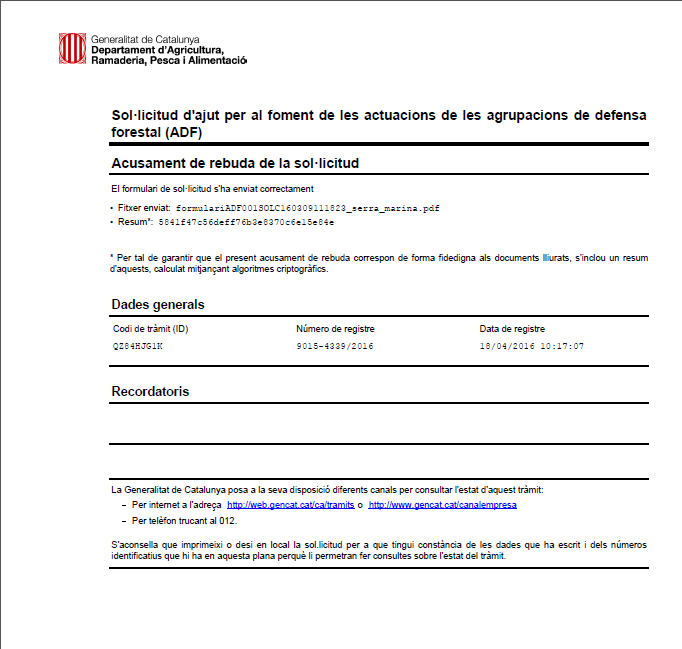 Generalitat de Catalunya
Departament d'Agricultura,
Ramaderia, Pesca i Alimentació
Sol·licitud d'ajut per al foment de les actuacions de les agrupacions de defensa
forestal (ADF)
Acusament de rebuda de la sol·licitud
El formulari de sol·licitud s'ha enviat correctament
• Fitxer enviat: formulariADF001SOLC160309111823_serra_marina.pdf
• Resum*: 5841f47c56deff76b3e8370c6e15e84e
* Per tal de garantir que el present acusament de rebuda correspon de forma fidedigna als documents lliurats, s'inclou un resum
d'aquests, calculat mitjançant algoritmes criptogràfics.
Dades generals
Codi de tràmit (ID) Número de registre Data de registre
QZ84HJG1K 9015-4339/2016 18/04/2016 10:17:07
Recordatoris
La Generalitat de Catalunya posa a la seva disposició diferents canals per consultar l'estat d'aquest tràmit:
– Per internet a l'adreça http://web.gencat.cat/ca/tramits o http://www.gencat.cat/canalempresa
– Per telèfon trucant al 012.
S'aconsella que imprimeixi o desi en local la sol.licitud per a que tingui constància de les dades que ha escrit i dels números
identificatius que hi ha en aquesta plana perquè li permetran fer consultes sobre l'estat del tràmit.